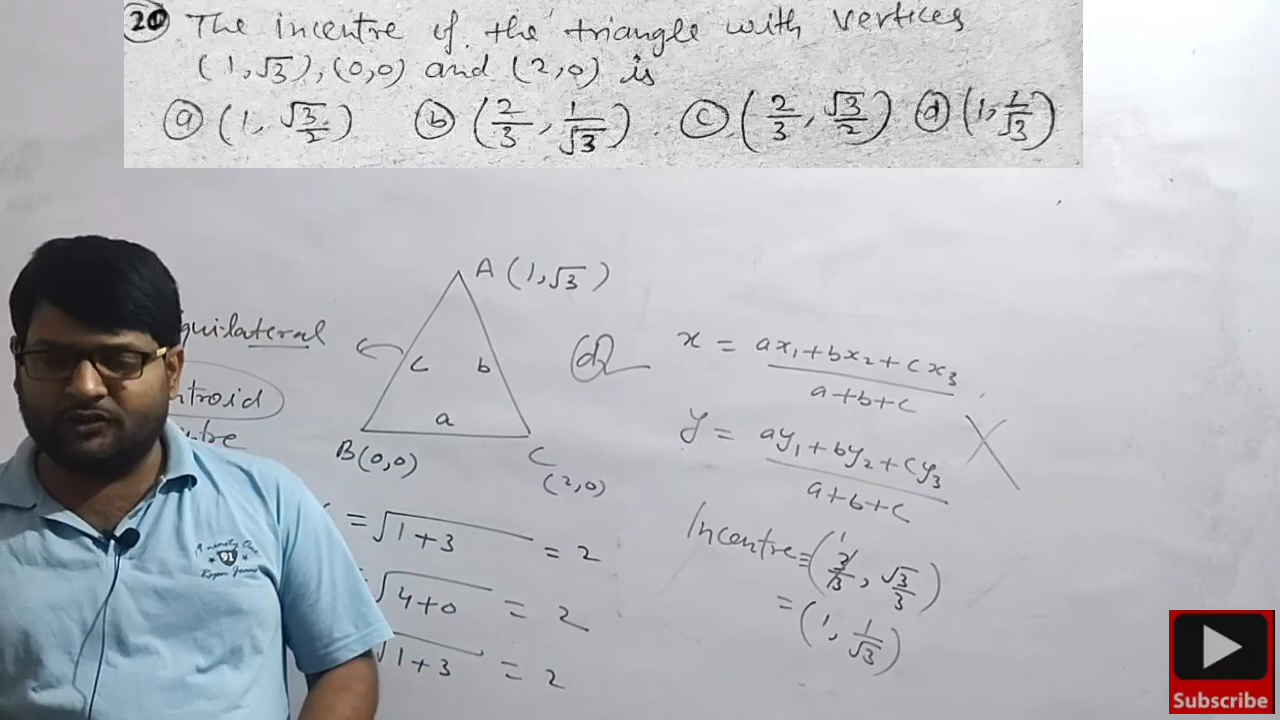 20 The incentre of the triangle with vertices
(1,√3), (0,0) and (2,0) is
(a) (1, √3/2) (b) (2/3, 1/√3) (c) (2/3, √3/2) (d) (1, 1/√3)
A (1,√3)
quilateral
c b
a
B(0,0) C
(2,0)
ntroid
(d)
x = ax₁+bx₂+cx₃ / a+b+c
y = ay₁+by₂+cy₃ / a+b+c
= √1+3 = 2
√4+0 = 2
√1+3 = 2
Incentre = (3/3, √3/3)
= (1, 1/√3)
91
Subscribe